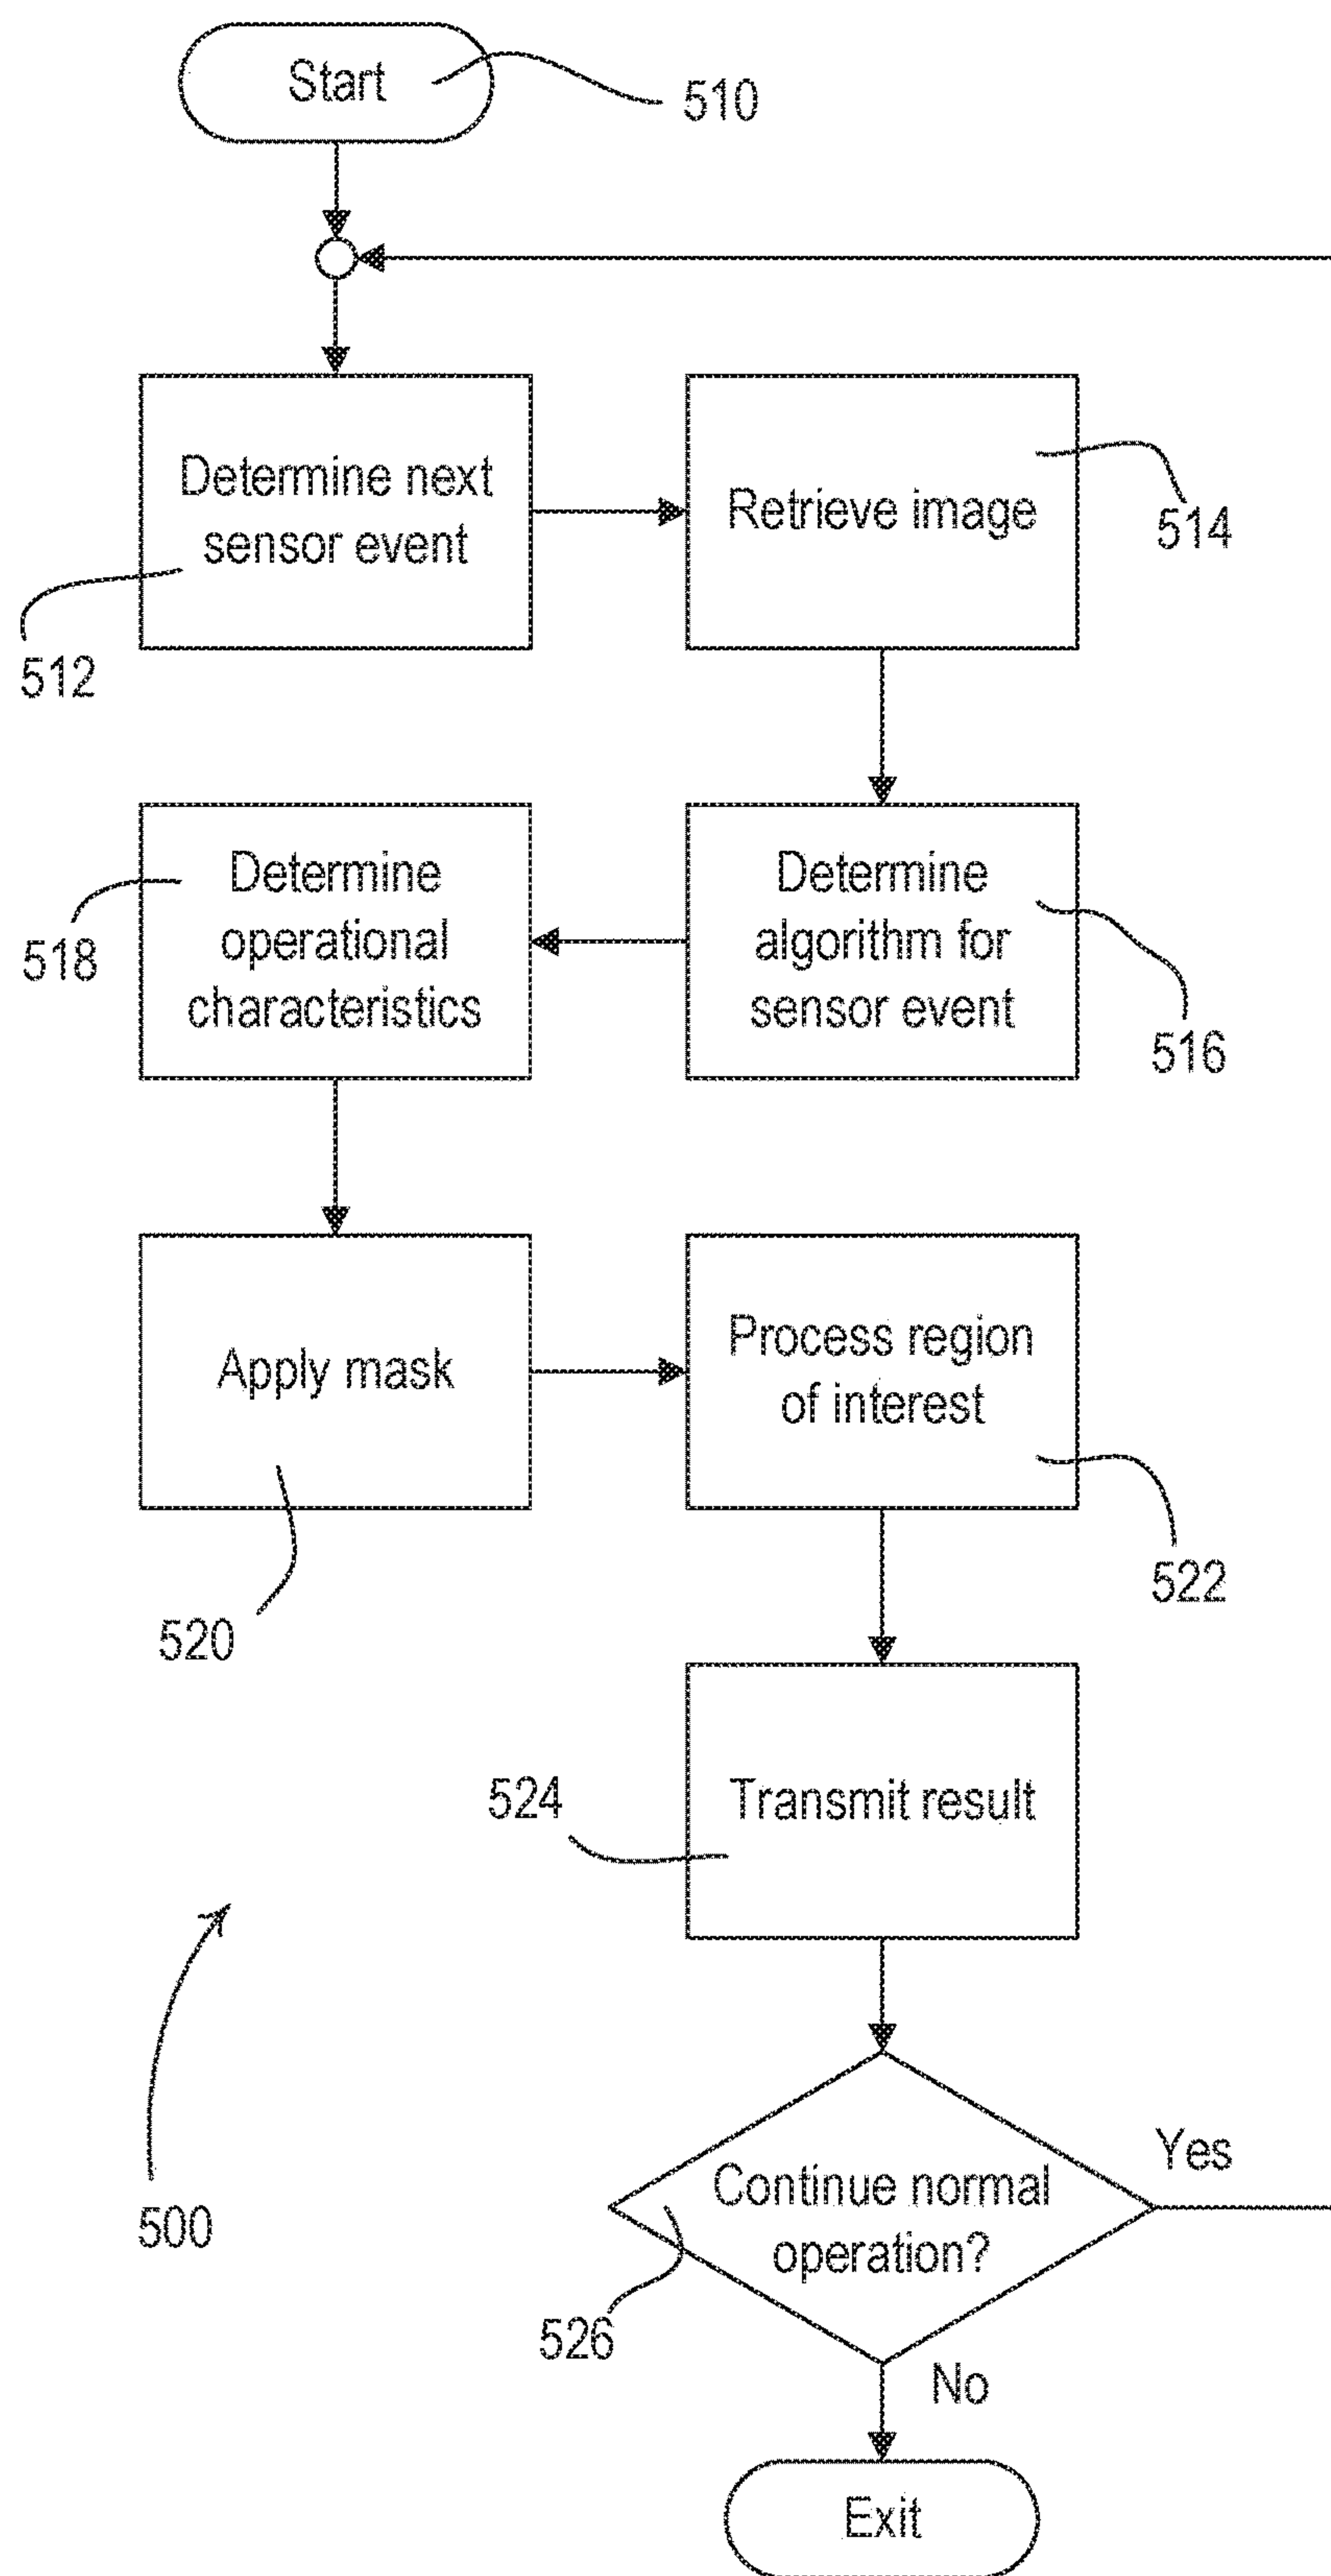 Start
510
Determine next
sensor event
512
Retrieve image
514
Determine
algorithm for
sensor event
516
Determine
operational
characteristics
518
Apply mask
520
Process region
of interest
522
Transmit result
524
Continue normal
operation?
526
Yes
No
Exit
500